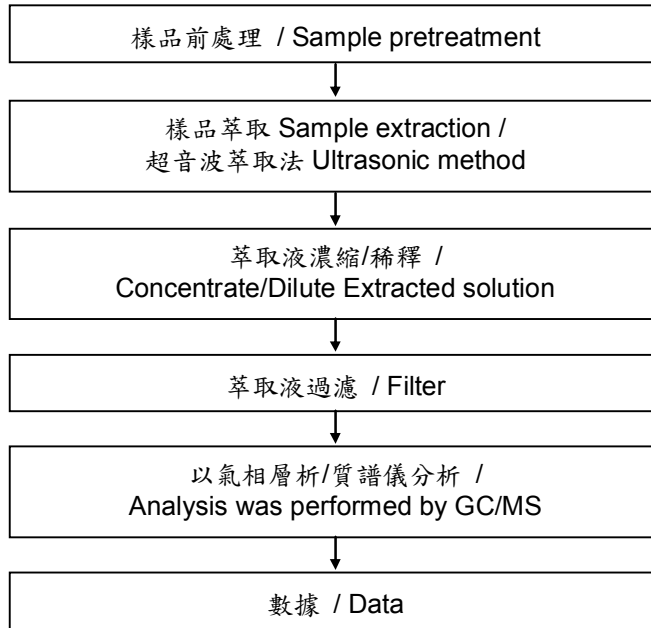 樣品前處理 / Sample pretreatment
樣品萃取 Sample extraction /
超音波萃取法 Ultrasonic method
萃取液濃縮/稀釋 /
Concentrate/Dilute Extracted solution
萃取液過濾 / Filter
以氣相層析/質譜儀分析 /
Analysis was performed by GC/MS
數據 / Data